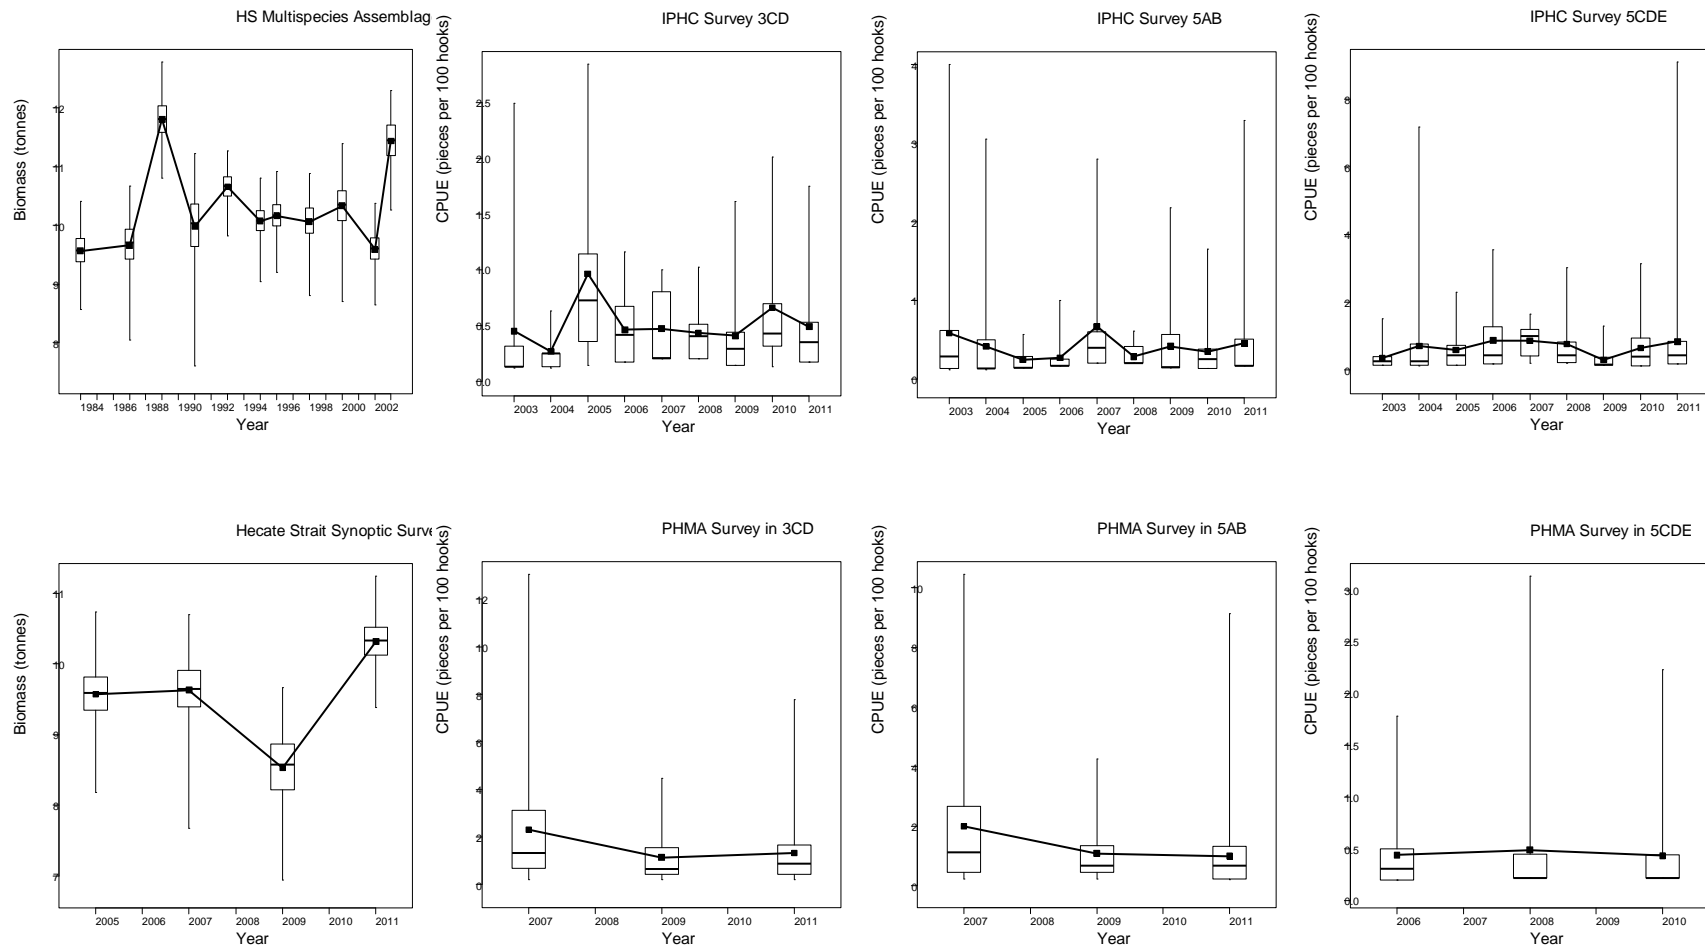 HS Multispecies Assemblag
Biomass (tonnes)
12
11
10
9
8
1984 1986 1988 1990 1992 1994 1996 1998 2000 2002
Year
IPHC Survey 3CD
CPUE (pieces per 100 hooks)
2.5
2.0
1.5
1.0
0.5
0.0
2003 2004 2005 2006 2007 2008 2009 2010 2011
Year
IPHC Survey 5AB
CPUE (pieces per 100 hooks)
4
3
2
1
0
2003 2004 2005 2006 2007 2008 2009 2010 2011
Year
IPHC Survey 5CDE
CPUE (pieces per 100 hooks)
8
6
4
2
0
2003 2004 2005 2006 2007 2008 2009 2010 2011
Year
Hecate Strait Synoptic Surve
Biomass (tonnes)
11
10
9
8
7
2005 2006 2007 2008 2009 2010 2011
Year
PHMA Survey in 3CD
CPUE (pieces per 100 hooks)
12
10
8
6
4
2
0
2007 2008 2009 2010 2011
Year
PHMA Survey in 5AB
CPUE (pieces per 100 hooks)
10
8
6
4
2
0
2007 2008 2009 2010 2011
Year
PHMA Survey in 5CDE
CPUE (pieces per 100 hooks)
3.0
2.5
2.0
1.5
1.0
0.5
0.0
2006 2007 2008 2009 2010
Year